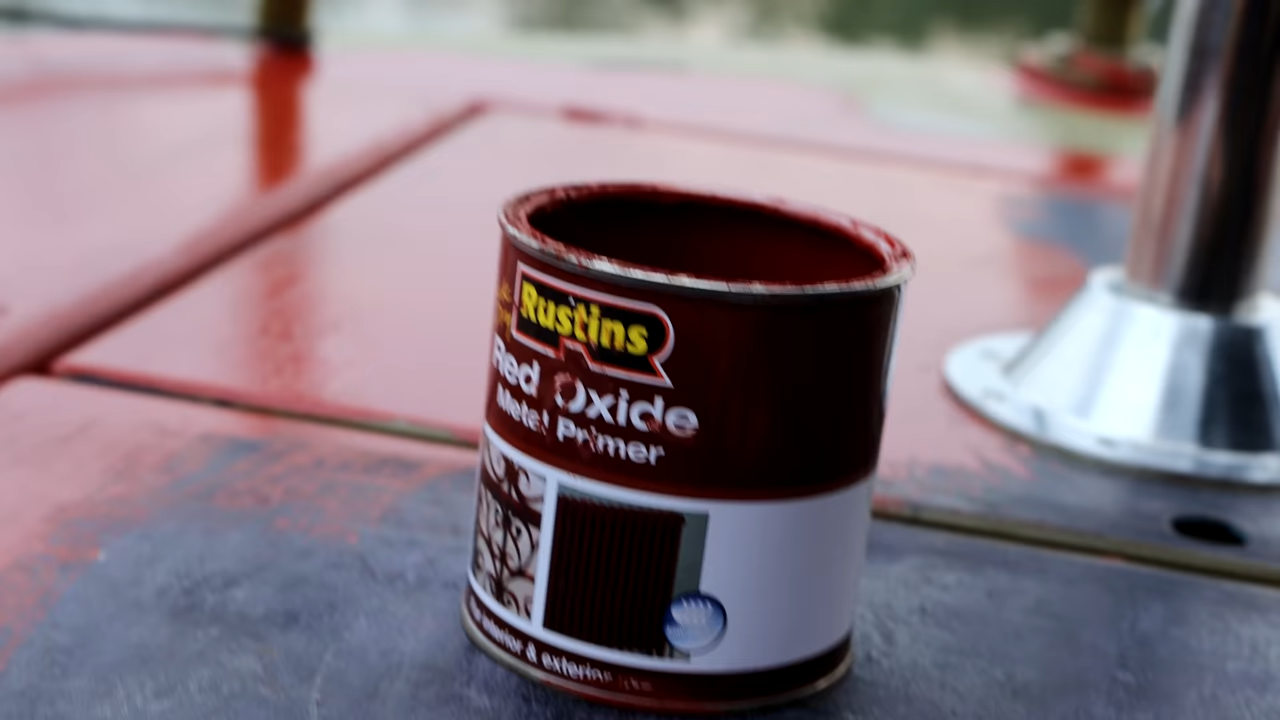 Rustins
Red Oxide
Metal Primer
interior & exterior